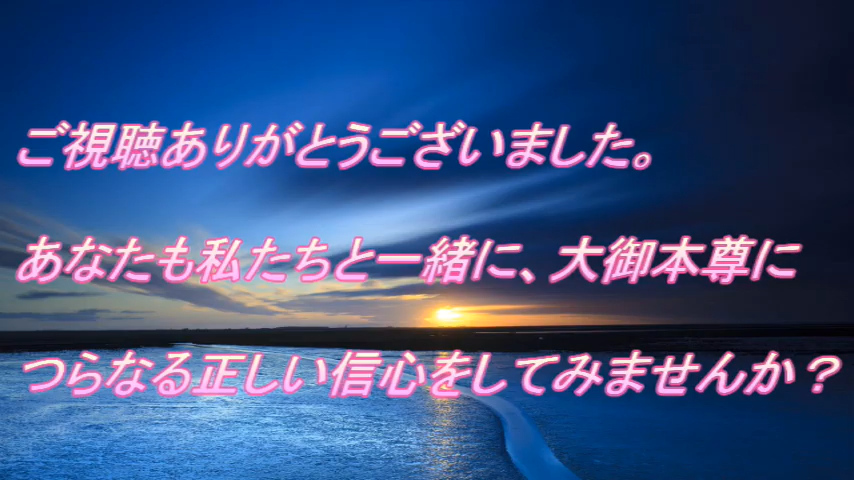 ご視聴ありがとうございました。
あなたも私たちと一緒に、大御本尊に
つらなる正しい信心をしてみませんか？